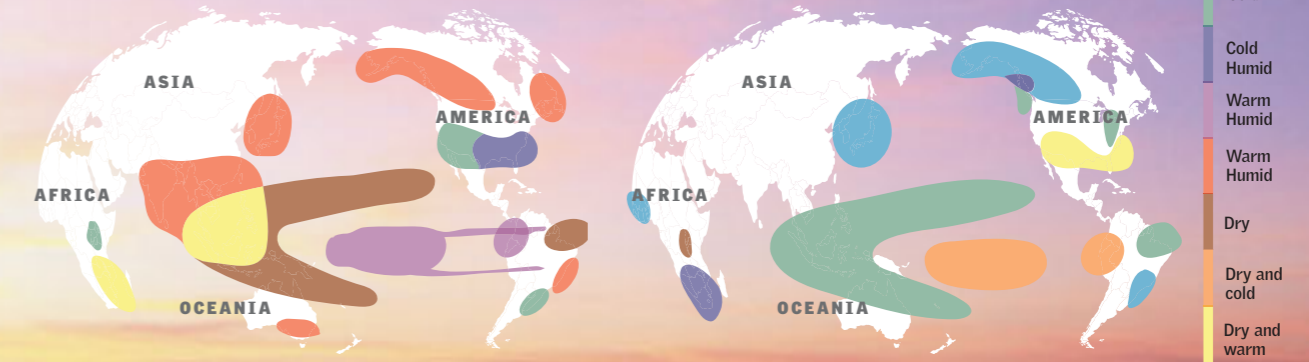 ASIA
AMERICA
AFRICA
OCEANIA
ASIA
AMERICA
AFRICA
OCEANIA
Cold
Humid
Warm
Humid
Warm
Humid
Dry
Dry and
cold
Dry and
warm